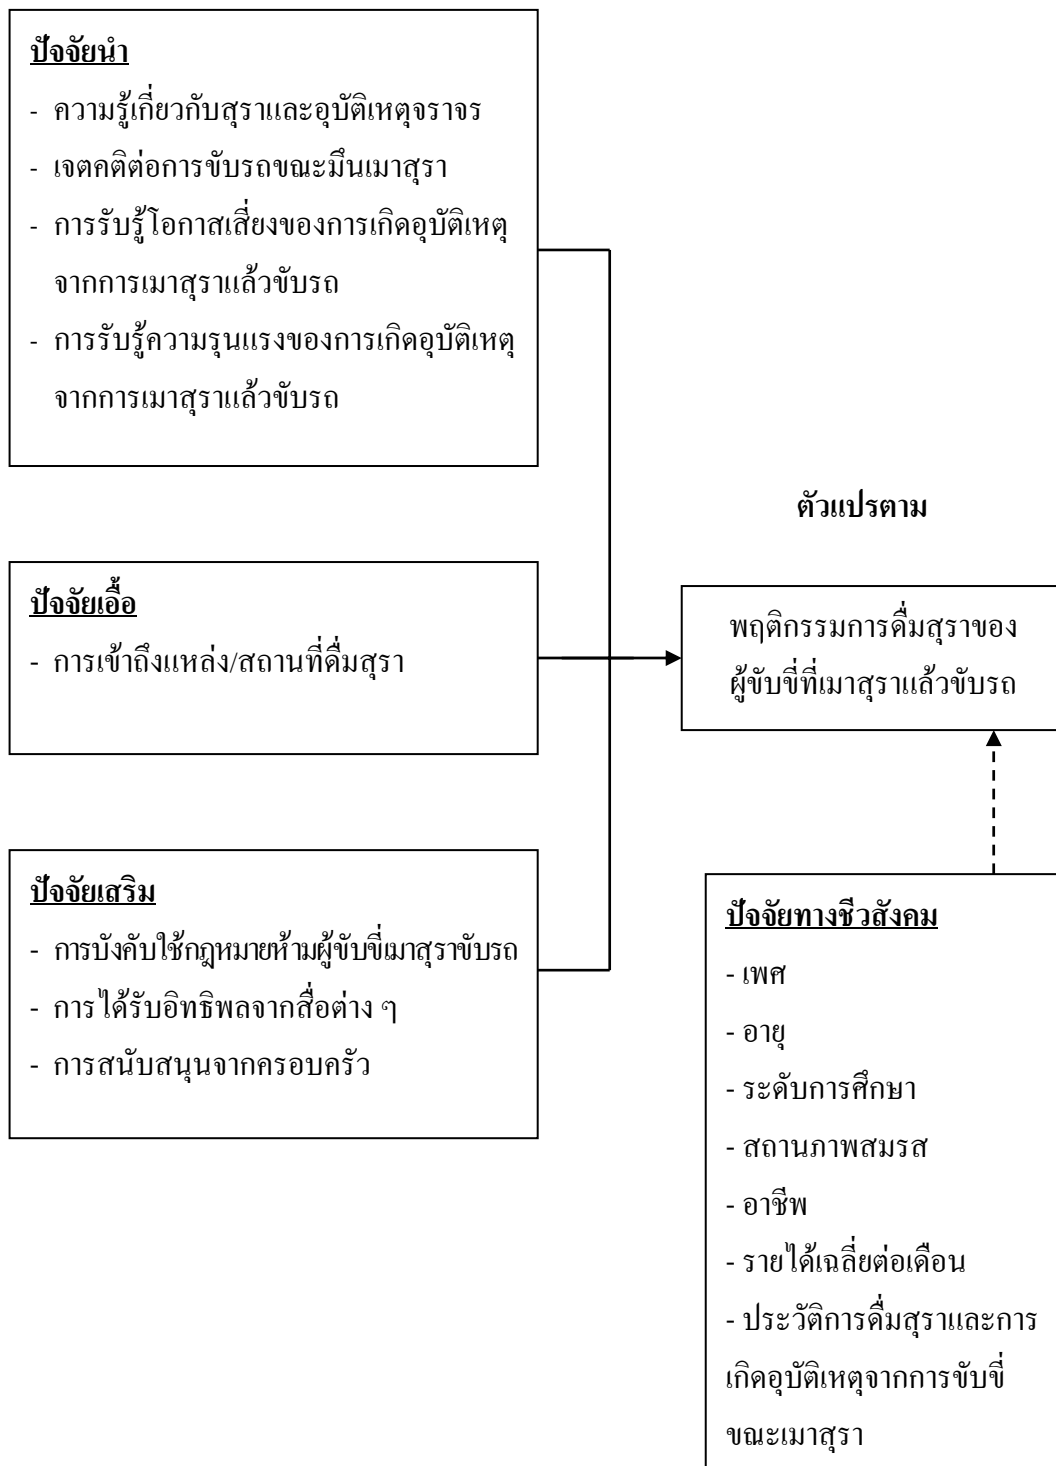 ปัจจัยนำ
- ความรู้เกี่ยวกับสุราและอุบัติเหตุจราจร
- เจตคติต่อการขับรถขณะมึนเมาสุรา
- การรับรู้โอกาสเสี่ยงของการเกิดอุบัติเหตุ
จากการเมาสุราแล้วขับรถ
- การรับรู้ความรุนแรงของการเกิดอุบัติเหตุ
จากการเมาสุราแล้วขับรถ
ปัจจัยเอื้อ
- การเข้าถึงแหล่ง/สถานที่ดื่มสุรา
ปัจจัยเสริม
- การบังคับใช้กฎหมายห้ามผู้ขับขี่เมาสุราขับรถ
- การได้รับอิทธิพลจากสื่อต่าง ๆ
- การสนับสนุนจากครอบครัว
ตัวแปรตาม
พฤติกรรมการดื่มสุราของ
ผู้ขับขี่ที่เมาสุราแล้วขับรถ
ปัจจัยทางชีวสังคม
- เพศ
- อายุ
- ระดับการศึกษา
- สถานภาพสมรส
- อาชีพ
- รายได้เฉลี่ยต่อเดือน
- ประวัติการดื่มสุราและการ
เกิดอุบัติเหตุจากการขับขี่
ขณะเมาสุรา